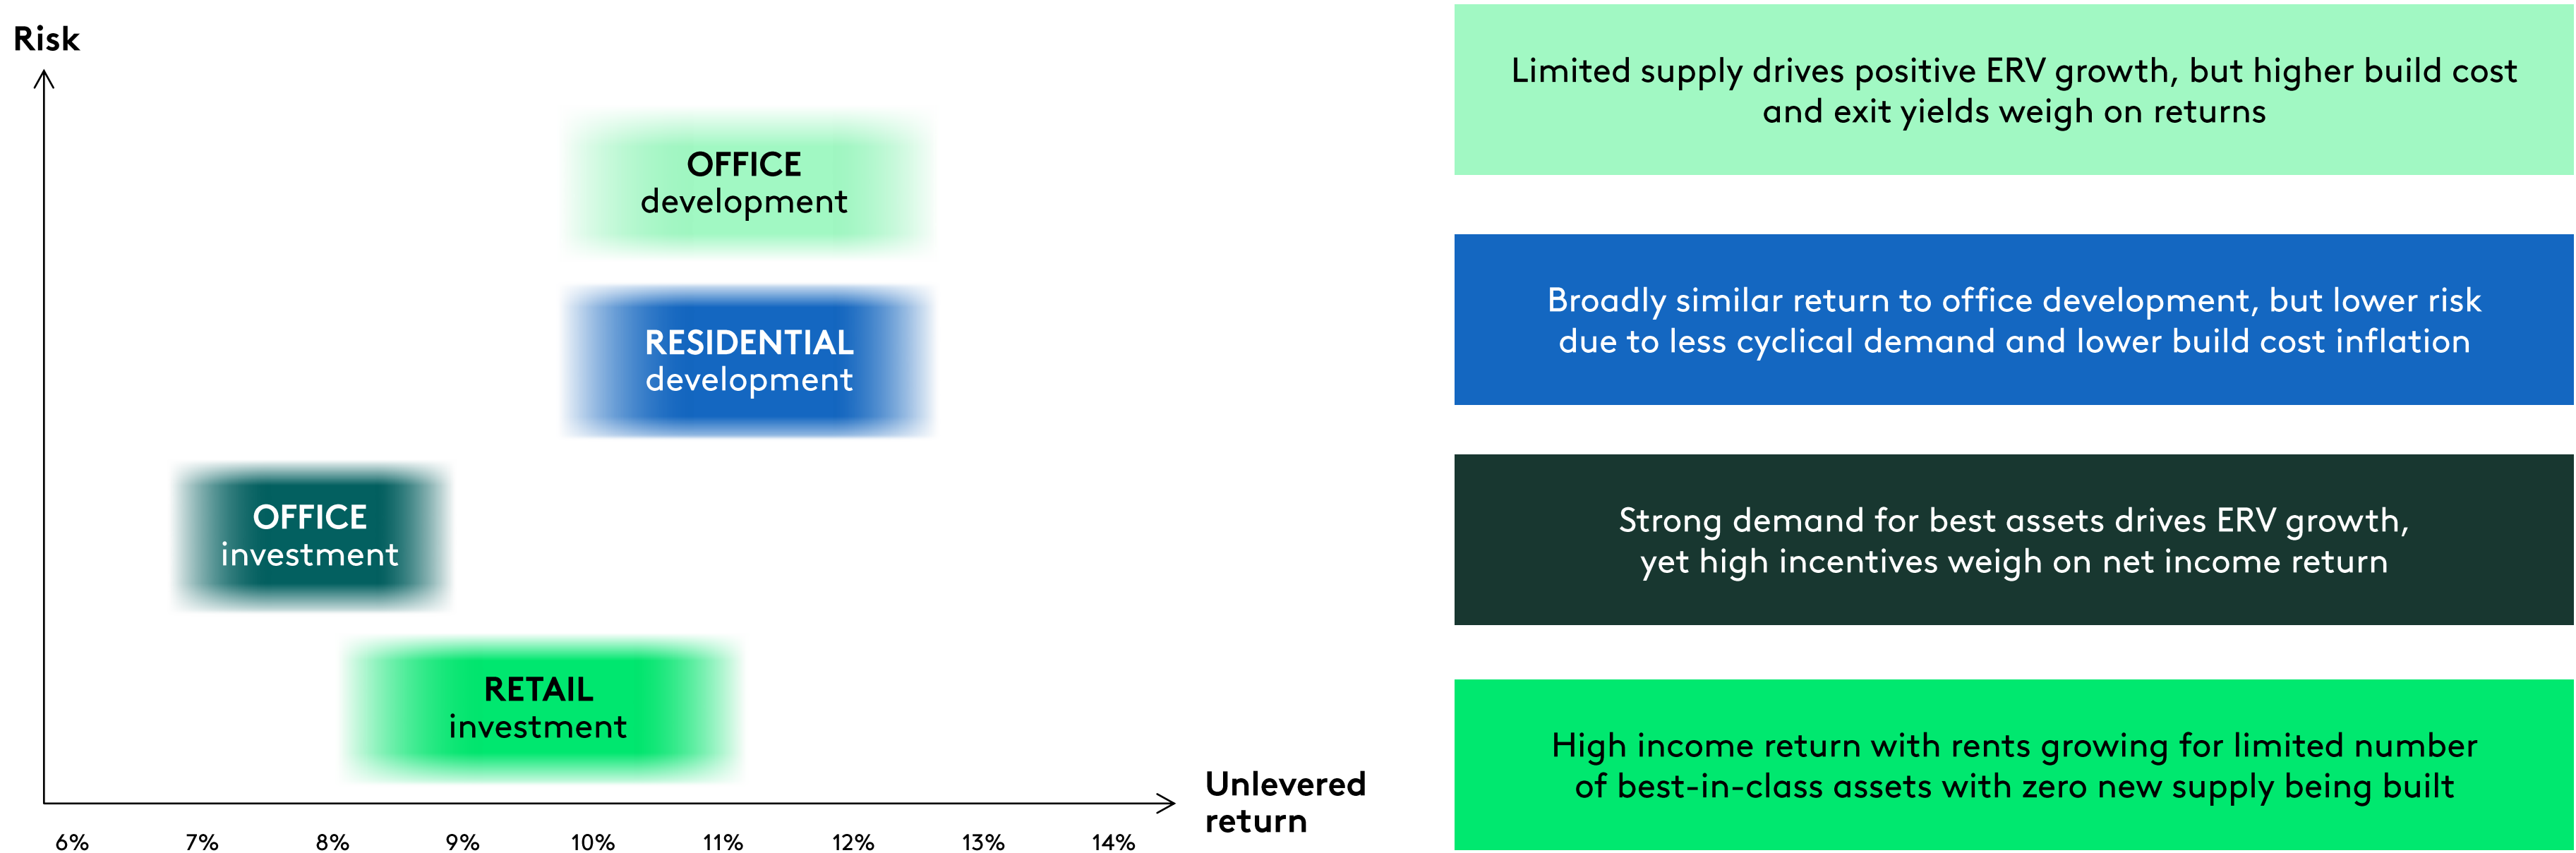 Risk
OFFICE
development
RESIDENTIAL
development
OFFICE
investment
RETAIL
investment
Unlevered
return
6% 7% 8% 9% 10% 11% 12% 13% 14%
Limited supply drives positive ERV growth, but higher build cost
and exit yields weigh on returns
Broadly similar return to office development, but lower risk
due to less cyclical demand and lower build cost inflation
Strong demand for best assets drives ERV growth,
yet high incentives weigh on net income return
High income return with rents growing for limited number
of best-in-class assets with zero new supply being built